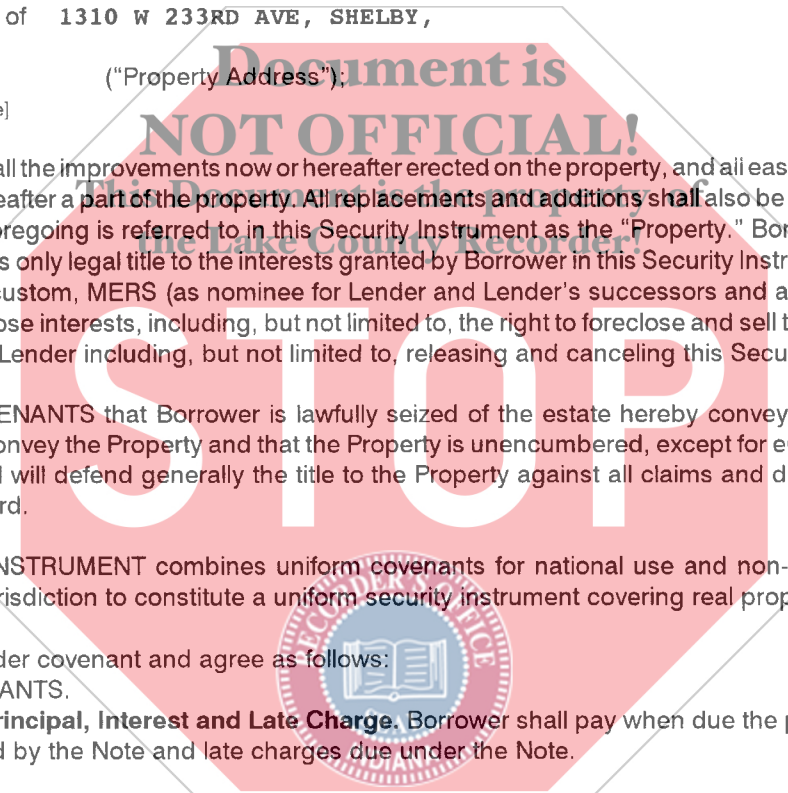 of 1310 W 233RD AVE, SHELBY,
Document is
("Property Address");
e]
NOT OFFICIAL!
all the improvements now or hereafter erected on the property, and all eas
eafter a part of the property. All replacements and additions shall also be
This Document is the property of
oregoing is referred to in this Security Instrument as the "Property." Bor
the Lake County Recorder!
s only legal title to the interests granted by Borrower in this Security Instr
custom, MERS (as nominee for Lender and Lender's successors and a
ose interests, including, but not limited to, the right to foreclose and sell t
Lender including, but not limited to, releasing and canceling this Secu
STOP
ENANTS that Borrower is lawfully seized of the estate hereby convey
onvey the Property and that the Property is unencumbered, except for e
will defend generally the title to the Property against all claims and d
rd.
NSTRUMENT combines uniform covenants for national use and non-
risdiction to constitute a uniform security instrument covering real prop
RECORDER'S OFFICE
der covenant and agree as follows:
ANTS.
rincipal, Interest and Late Charge. Borrower shall pay when due the p
d by the Note and late charges due under the Note.
INDIANA